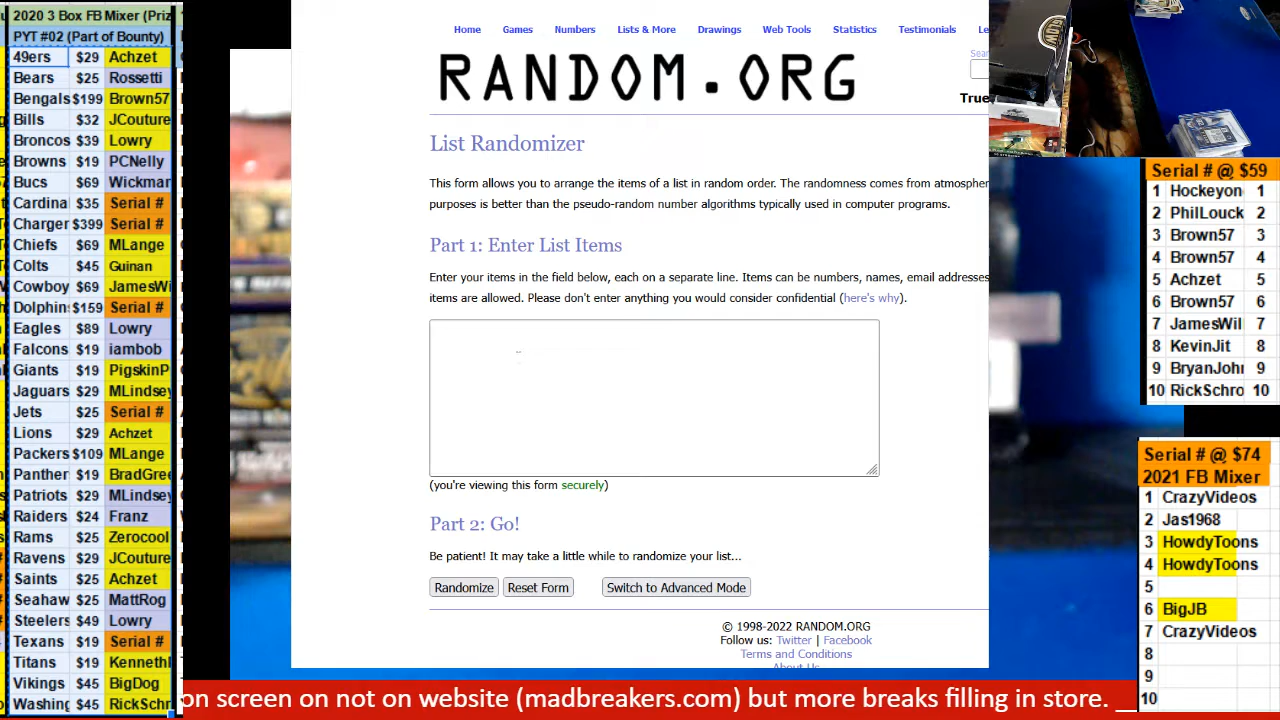 2020 3 Box FB Mixer (Priz
PYT #02 (Part of Bounty)
49ers $29 Achzet
Bears $25 Rossetti
Bengals $199 Brown57
Bills $32 JCouture
Broncos $39 Lowry
Browns $19 PCNelly
Bucs $69 Wickmar
Cardina $35 Serial #
Charger $399 Serial #
Chiefs $69 MLange
Colts $45 Guinan
Cowboy $69 JamesWi
Dolphin $159 Serial #
Eagles $89 Lowry
Falcons $19 iambob
Giants $19 PigskinP
Jaguars $29 MLindsey
Jets $25 Serial #
Lions $29 Achzet
Packers $109 MLange
Panther $19 BradGree
Patriots $29 MLindsey
Raiders $24 Franz
Rams $25 Zerocool
Ravens $29 JCouture
Saints $25 Achzet
Seahaw $25 MattRog
Steelers $49 Lowry
Texans $19 Serial #
Titans $19 Kennethl
Vikings $45 BigDog
Washing $45 RickSchr
Home Games Numbers Lists & More Drawings Web Tools Statistics Testimonials Le
Sear
RANDOM.ORG
True
List Randomizer
This form allows you to arrange the items of a list in random order. The randomness comes from atmospher
purposes is better than the pseudo-random number algorithms typically used in computer programs.
Part 1: Enter List Items
Enter your items in the field below, each on a separate line. Items can be numbers, names, email addresses
items are allowed. Please don't enter anything you would consider confidential (here's why).
(you're viewing this form securely)
Part 2: Go!
Be patient! It may take a little while to randomize your list...
Randomize Reset Form Switch to Advanced Mode
© 1998-2022 RANDOM.ORG
Follow us: Twitter | Facebook
Terms and Conditions
About Us
Serial # @ $59
1 Hockeyon 1
2 PhilLouck 2
3 Brown57 3
4 Brown57 4
5 Achzet 5
6 Brown57 6
7 JamesWil 7
8 KevinJit 8
9 BryanJohn 9
10 RickSchro 10
Serial # @ $74
2021 FB Mixer
1 CrazyVideos
2 Jas1968
3 HowdyToons
4 HowdyToons
5
6 BigJB
7 CrazyVideos
8
9
10
on screen on not on website (madbreakers.com) but more breaks filling in store. __